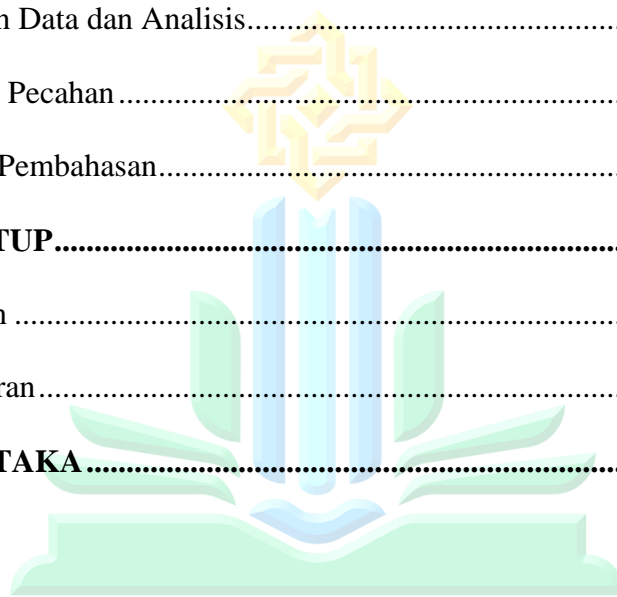 n Data dan Analisis......................................................
Pecahan......................................................................
Pembahasan................................................................
TUP............................................................................
n .................................................................................
ran..............................................................................
TAKA.........................................................................